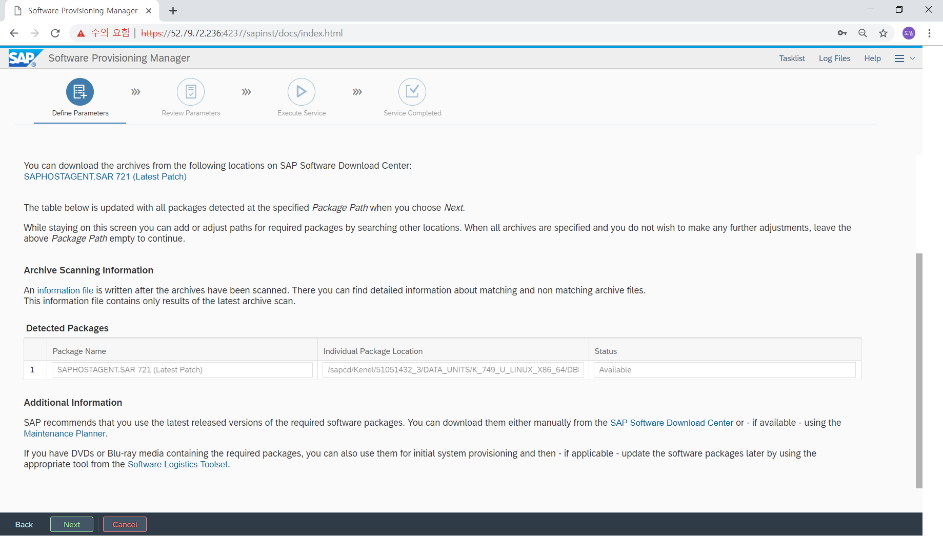 Software Provisioning Manager
수의 요함 | https://52.79.72.236:4237/sapinst/docs/index.html
SAP Software Provisioning Manager
Tasklist Log Files Help
Define Parameters Review Parameters Execute Service Service Completed
You can download the archives from the following locations on SAP Software Download Center:
SAPHOSTAGENT.SAR 721 (Latest Patch)
The table below is updated with all packages detected at the specified Package Path when you choose Next.
While staying on this screen you can add or adjust paths for required packages by searching other locations. When all archives are specified and you do not wish to make any further adjustments, leave the
above Package Path empty to continue.
Archive Scanning Information
An information file is written after the archives have been scanned. There you can find detailed information about matching and non matching archive files.
This information file contains only results of the latest archive scan.
Detected Packages
Package Name Individual Package Location Status
1 SAPHOSTAGENT.SAR 721 (Latest Patch) /sapcd/Kenel/51051432_3/DATA_UNITS/K_749_U_LINUX_X86_64/DBI Available
Additional Information
SAP recommends that you use the latest released versions of the required software packages. You can download them either manually from the SAP Software Download Center or - if available - using the
Maintenance Planner.
If you have DVDs or Blu-ray media containing the required packages, you can also use them for initial system provisioning and then - if applicable - update the software packages later by using the
appropriate tool from the Software Logistics Toolset.
Back Next Cancel